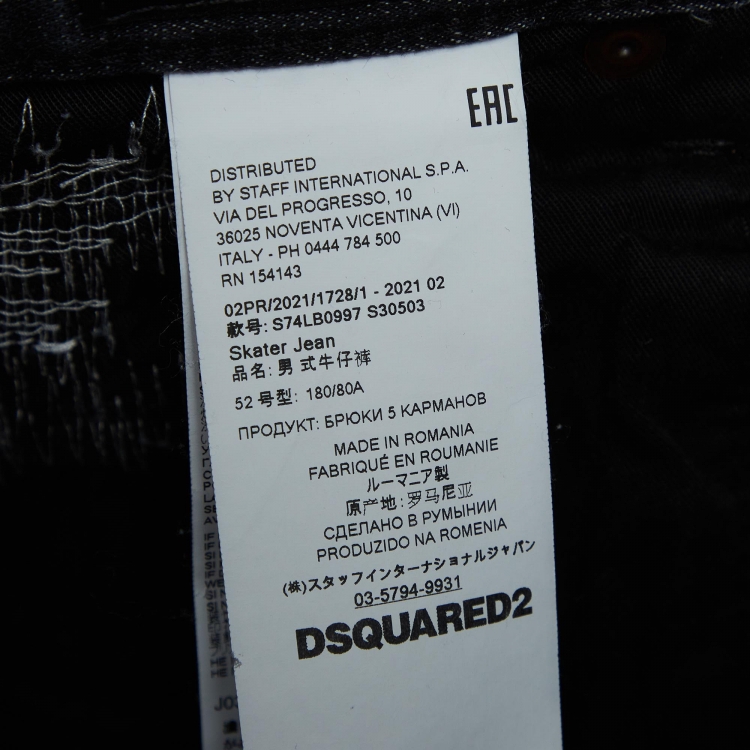 EAC
DISTRIBUTED
BY STAFF INTERNATIONAL S.P.A.
VIA DEL PROGRESSO, 10
36025 NOVENTA VICENTINA (VI)
ITALY - PH 0444 784 500
RN 154143
02PR/2021/1728/1 - 2021 02
款号: S74LB0997 S30503
Skater Jean
品名: 男 式牛仔裤
52 号型: 180/80A
ПРОДУКТ: БРЮКИ 5 КАРМАНОВ
MADE IN ROMANIA
FABRIQUÉ EN ROUMANIE
ルーマニア製
原产地: 罗马尼亚
СДЕЛАНО В РУМЫНИИ
PRODUZIDO NA ROMENIA
(株)スタッフインターナショナルジャパン
03-5794-9931
DSQUARED2